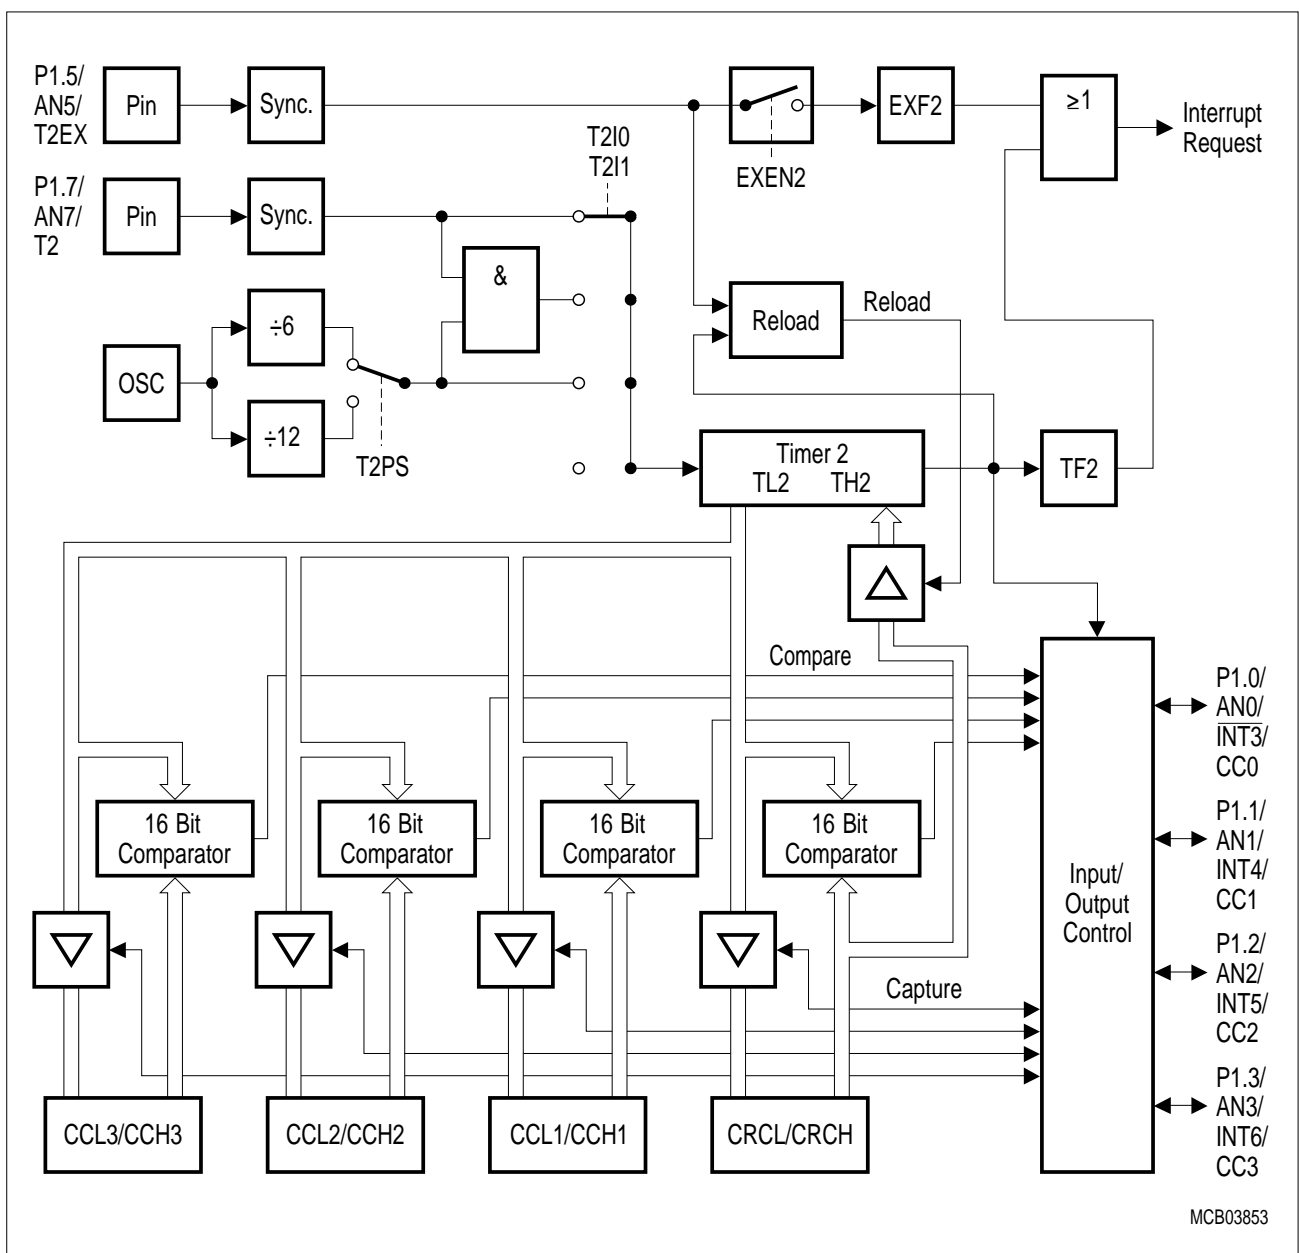 P1.5/
AN5/
T2EX
Pin
Sync.
EXEN2
EXF2
≥1
Interrupt
Request
T2I0
T2I1
P1.7/
AN7/
T2
Pin
Sync.
&
Reload
Reload
OSC
÷6
÷12
T2PS
Timer 2
TL2 TH2
TF2
Compare
16 Bit
Comparator
16 Bit
Comparator
16 Bit
Comparator
16 Bit
Comparator
Capture
CCL3/CCH3
CCL2/CCH2
CCL1/CCH1
CRCL/CRCH
Input/
Output
Control
P1.0/
AN0/
INT3/
CC0
P1.1/
AN1/
INT4/
CC1
P1.2/
AN2/
INT5/
CC2
P1.3/
AN3/
INT6/
CC3
MCB03853